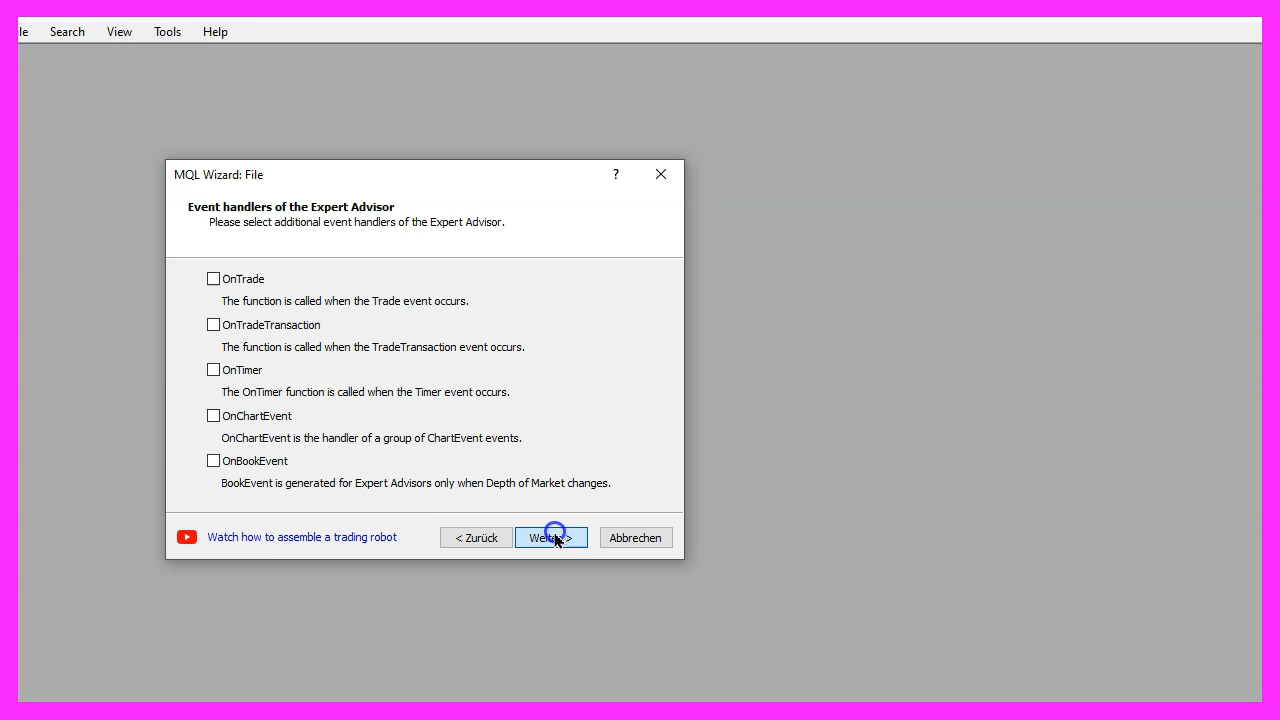 le Search View Tools Help
MQL Wizard: File
Event handlers of the Expert Advisor
Please select additional event handlers of the Expert Advisor.
OnTrade
The function is called when the Trade event occurs.
OnTradeTransaction
The function is called when the TradeTransaction event occurs.
OnTimer
The OnTimer function is called when the Timer event occurs.
OnChartEvent
OnChartEvent is the handler of a group of ChartEvent events.
OnBookEvent
BookEvent is generated for Expert Advisors only when Depth of Market changes.
Watch how to assemble a trading robot
< Zurück
Weiter >
Abbrechen